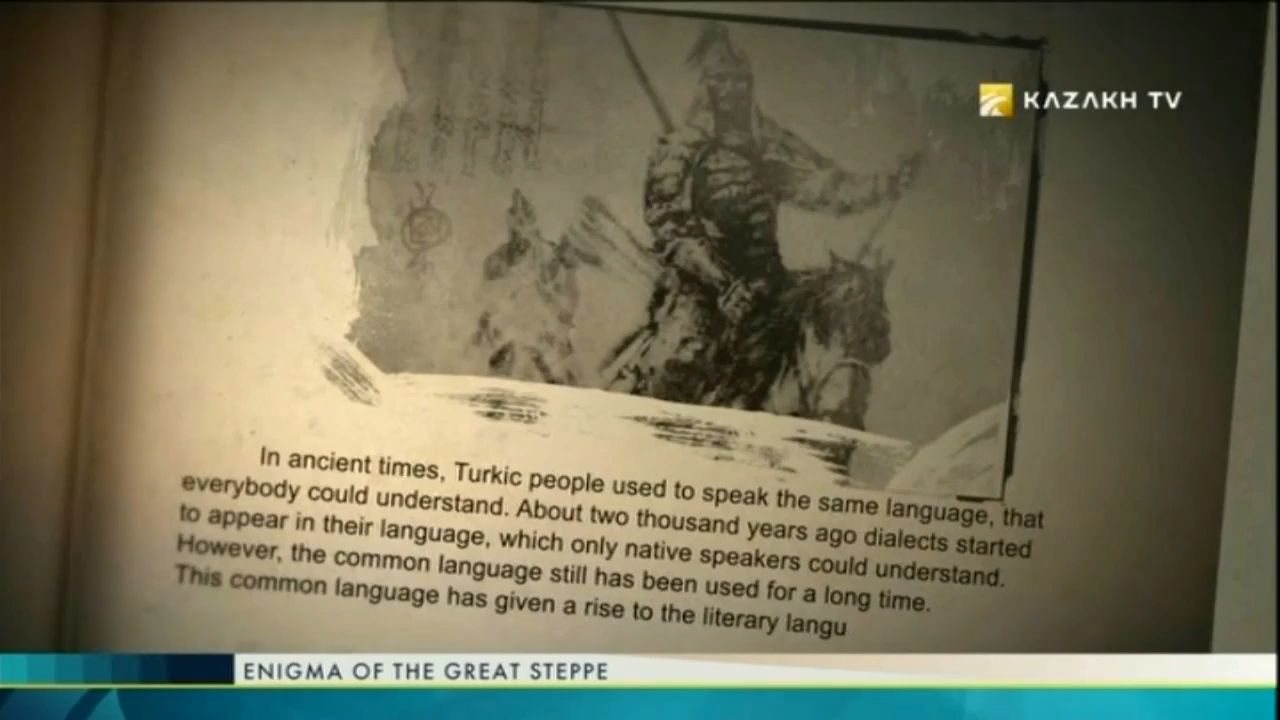 KAZAKH TV
In ancient times, Turkic people used to speak the same language, that
everybody could understand. About two thousand years ago dialects started
to appear in their language, which only native speakers could understand.
However, the common language still has been used for a long time.
This common language has given a rise to the literary langu
ENIGMA OF THE GREAT STEPPE